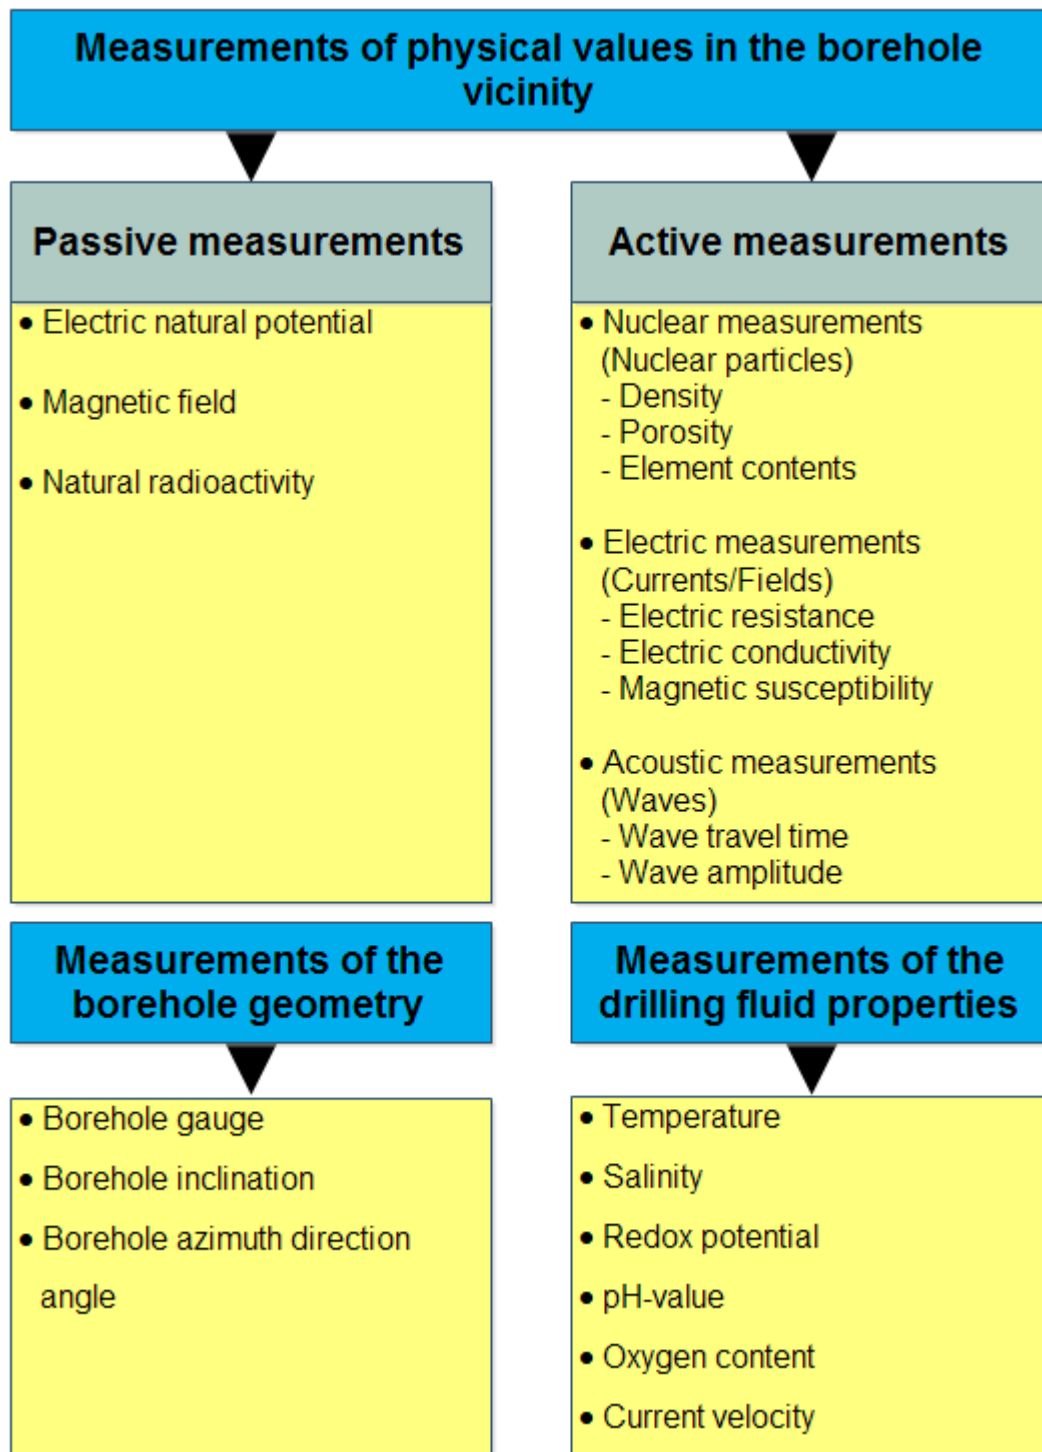 Measurements of physical values in the borehole
vicinity
Passive measurements
• Electric natural potential
• Magnetic field
• Natural radioactivity
Active measurements
• Nuclear measurements
(Nuclear particles)
- Density
- Porosity
- Element contents
• Electric measurements
(Currents/Fields)
- Electric resistance
- Electric conductivity
- Magnetic susceptibility
• Acoustic measurements
(Waves)
- Wave travel time
- Wave amplitude
Measurements of the
borehole geometry
• Borehole gauge
• Borehole inclination
• Borehole azimuth direction
angle
Measurements of the
drilling fluid properties
• Temperature
• Salinity
• Redox potential
• pH-value
• Oxygen content
• Current velocity